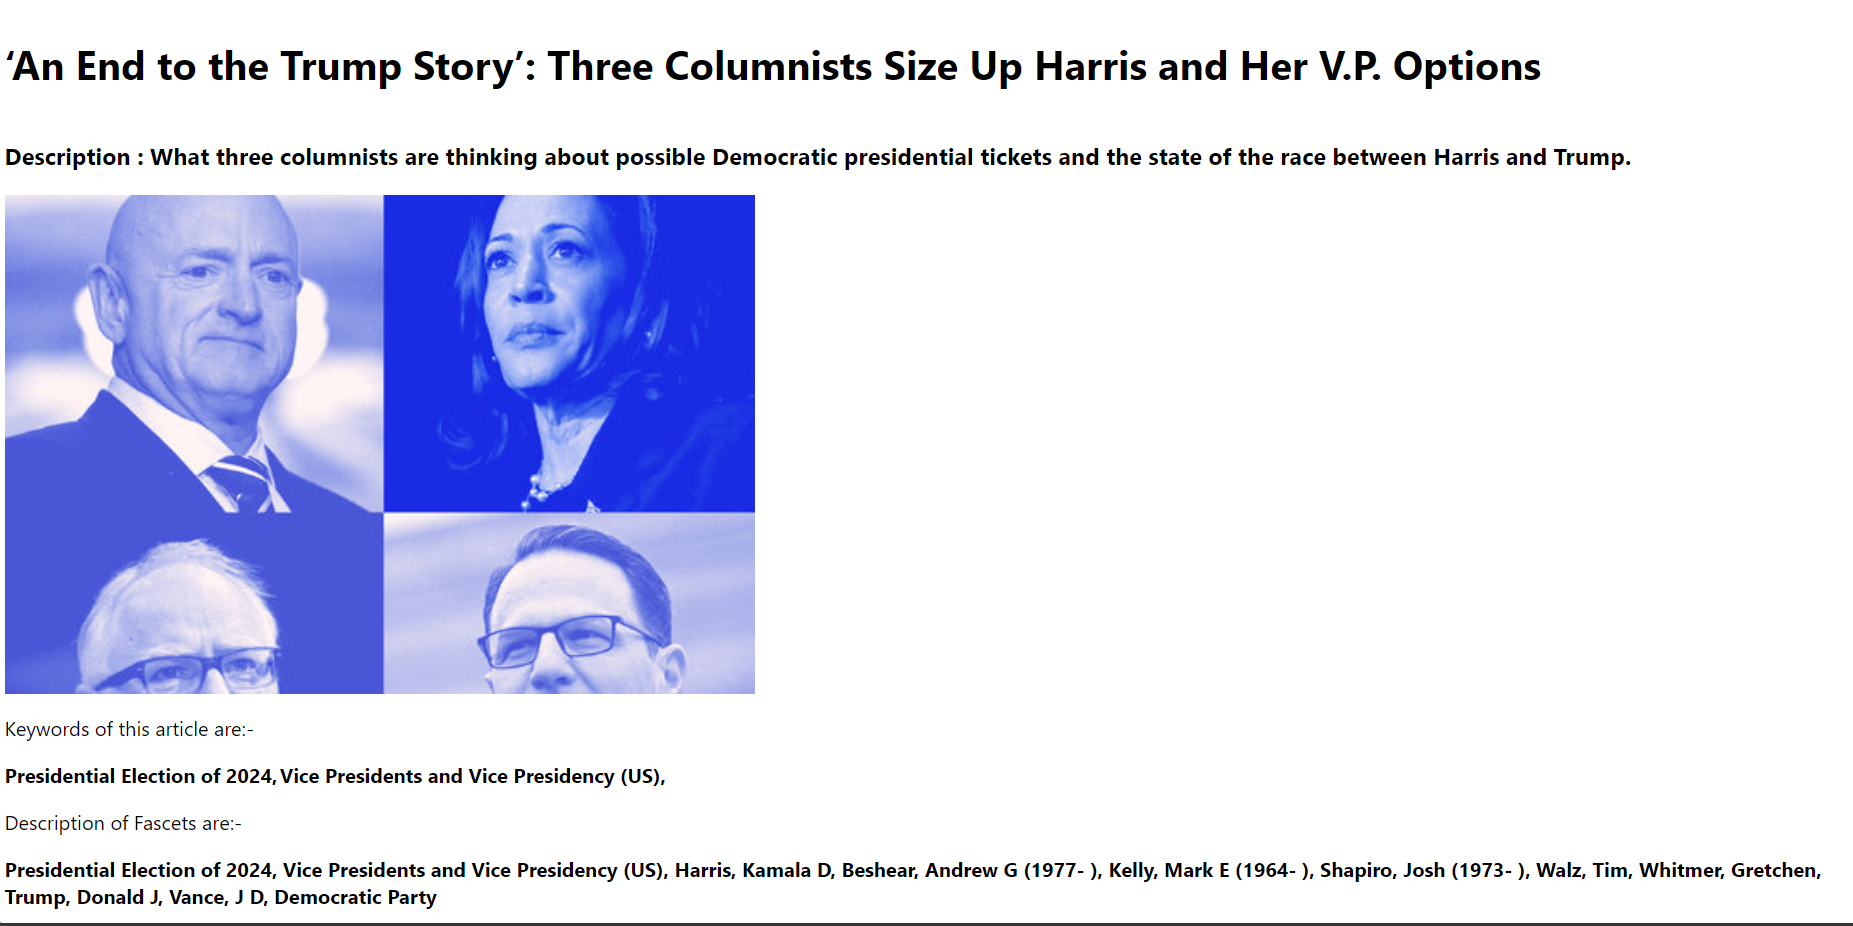 ‘An End to the Trump Story’: Three Columnists Size Up Harris and Her V.P. Options
Description : What three columnists are thinking about possible Democratic presidential tickets and the state of the race between Harris and Trump.
Keywords of this article are:-
Presidential Election of 2024, Vice Presidents and Vice Presidency (US),
Description of Fascets are:-
Presidential Election of 2024, Vice Presidents and Vice Presidency (US), Harris, Kamala D, Beshear, Andrew G (1977- ), Kelly, Mark E (1964- ), Shapiro, Josh (1973- ), Walz, Tim, Whitmer, Gretchen,
Trump, Donald J, Vance, J D, Democratic Party